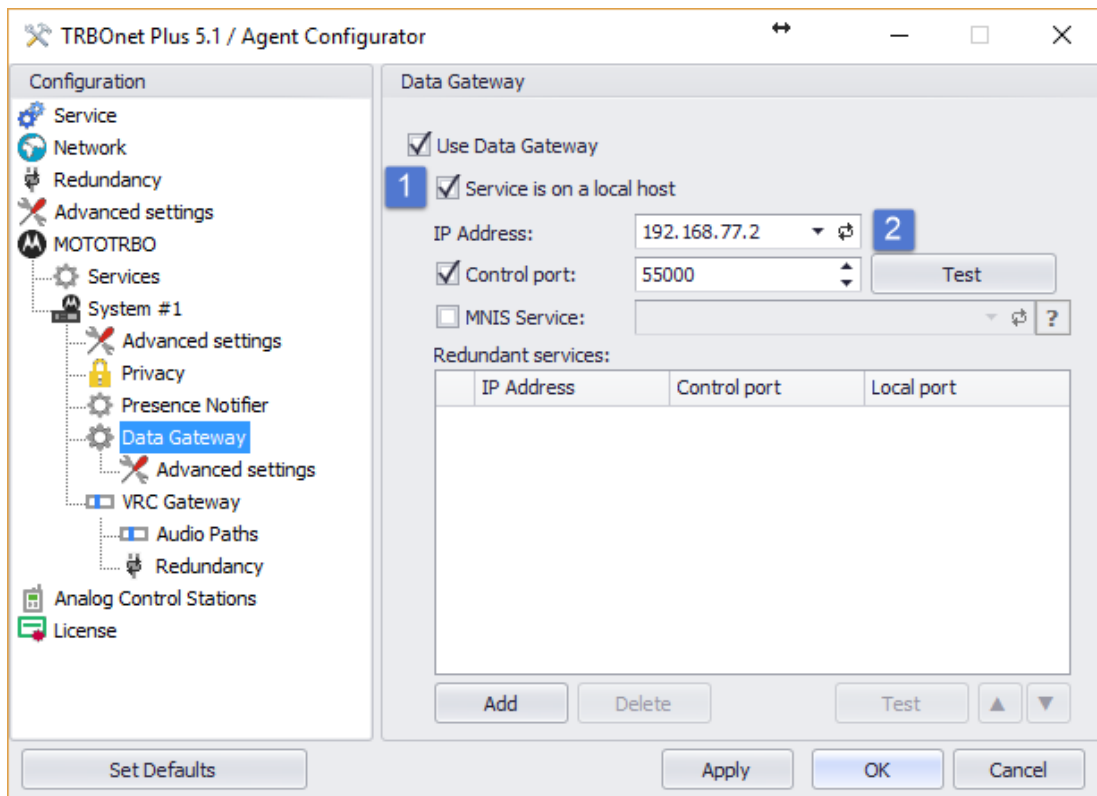 TRBOnet Plus 5.1 / Agent Configurator
Configuration
Service
Network
Redundancy
Advanced settings
MOTOTRBO
Services
System #1
Advanced settings
Privacy
Presence Notifier
Data Gateway
Advanced settings
VRC Gateway
Audio Paths
Redundancy
Analog Control Stations
License
Data Gateway
Use Data Gateway
1 Service is on a local host
IP Address: 192.168.77.2 2
Control port: 55000 Test
MNIS Service: ?
Redundant services:
IP Address Control port Local port
Add Delete Test
Set Defaults Apply OK Cancel